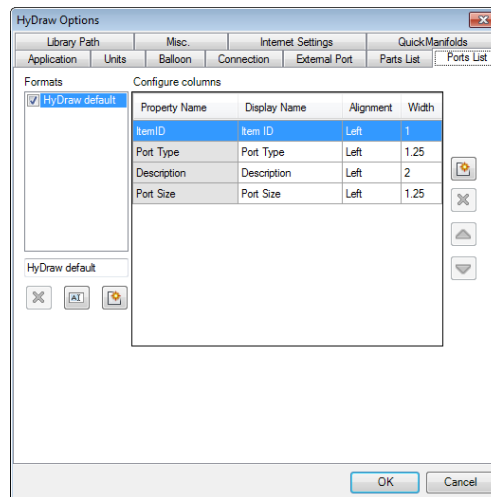 HyDraw Options
Library Path Misc. Internet Settings QuickManifolds
Application Units Balloon Connection External Port Parts List Ports List
Formats Configure columns
HyDraw default
Property Name Display Name Alignment Width
ItemID Item ID Left 1
Port Type Port Type Left 1.25
Description Description Left 2
Port Size Port Size Left 1.25
HyDraw default
AI
OK Cancel